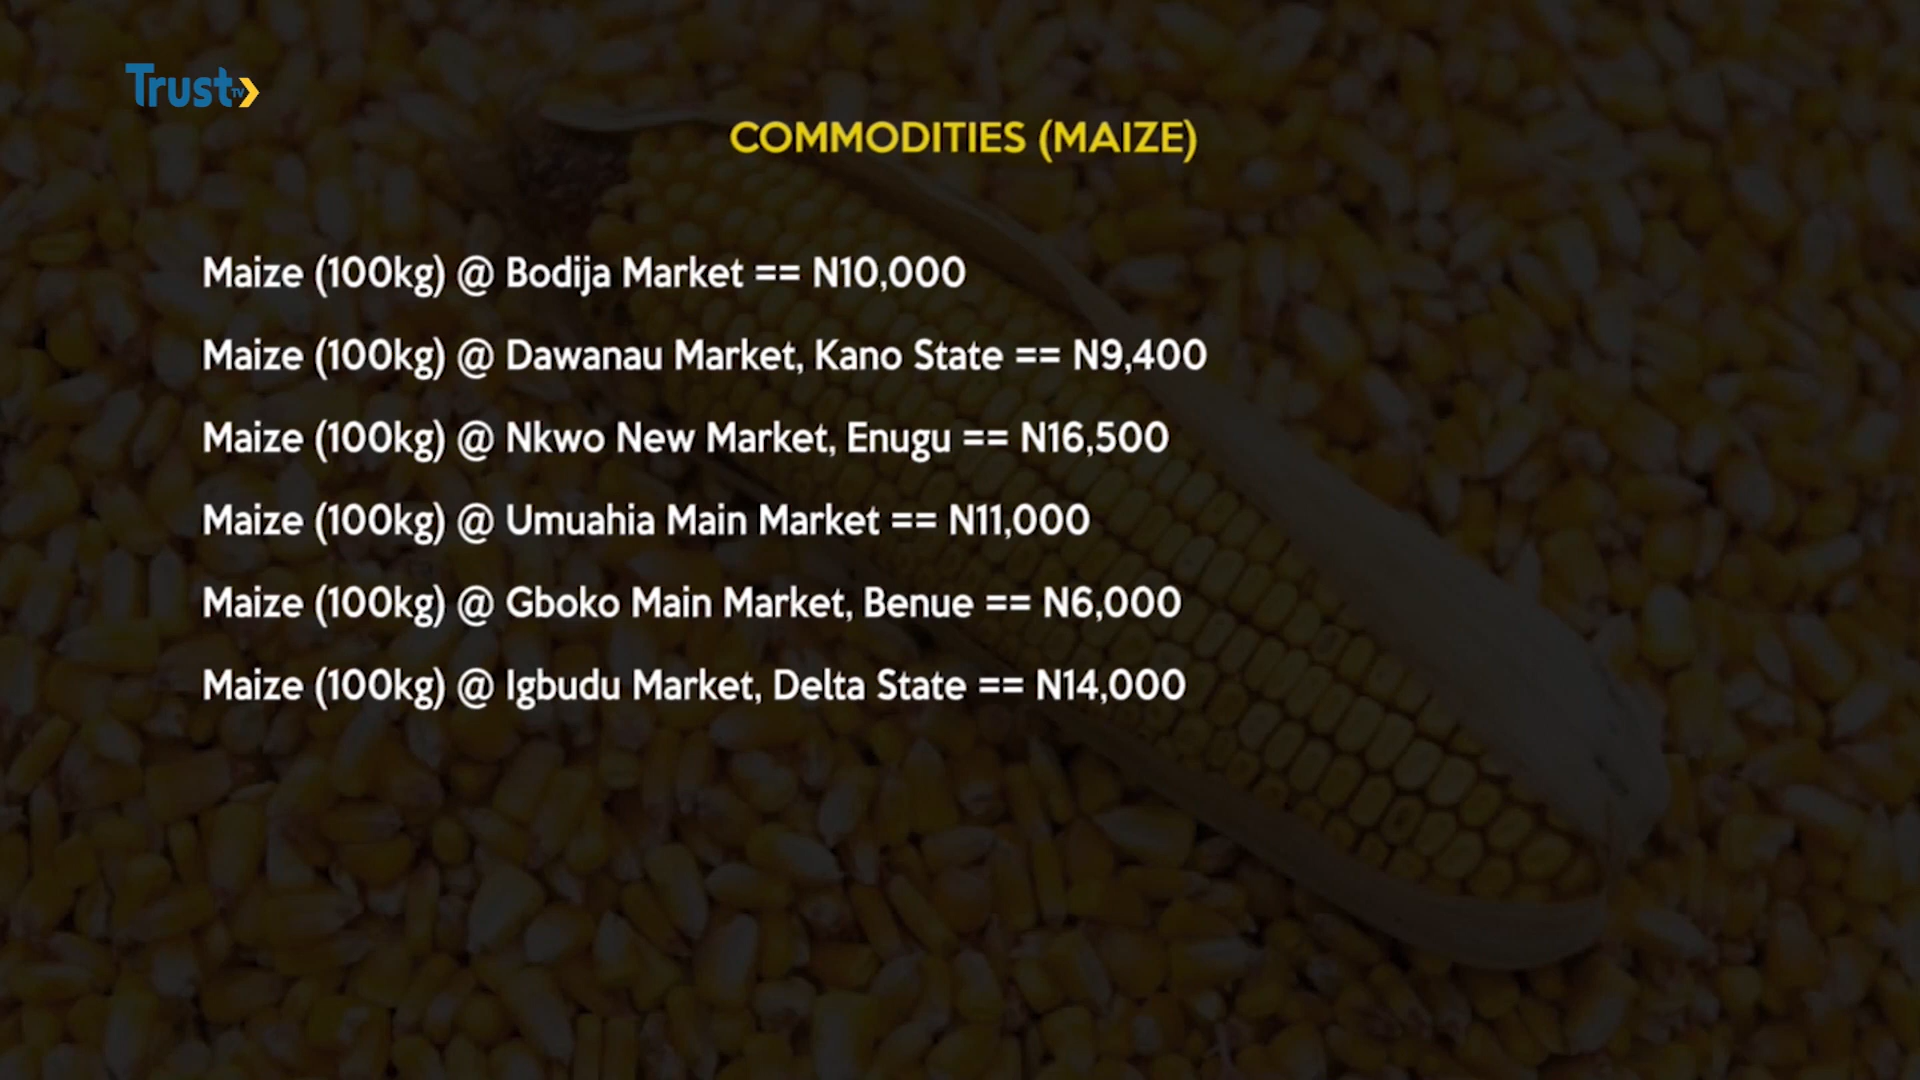 Trust TV
COMMODITIES (MAIZE)
Maize (100kg) @ Bodija Market == N10,000
Maize (100kg) @ Dawanau Market, Kano State == N9,400
Maize (100kg) @ Nkwo New Market, Enugu == N16,500
Maize (100kg) @ Umuahia Main Market == N11,000
Maize (100kg) @ Gboko Main Market, Benue == N6,000
Maize (100kg) @ Igbudu Market, Delta State == N14,000